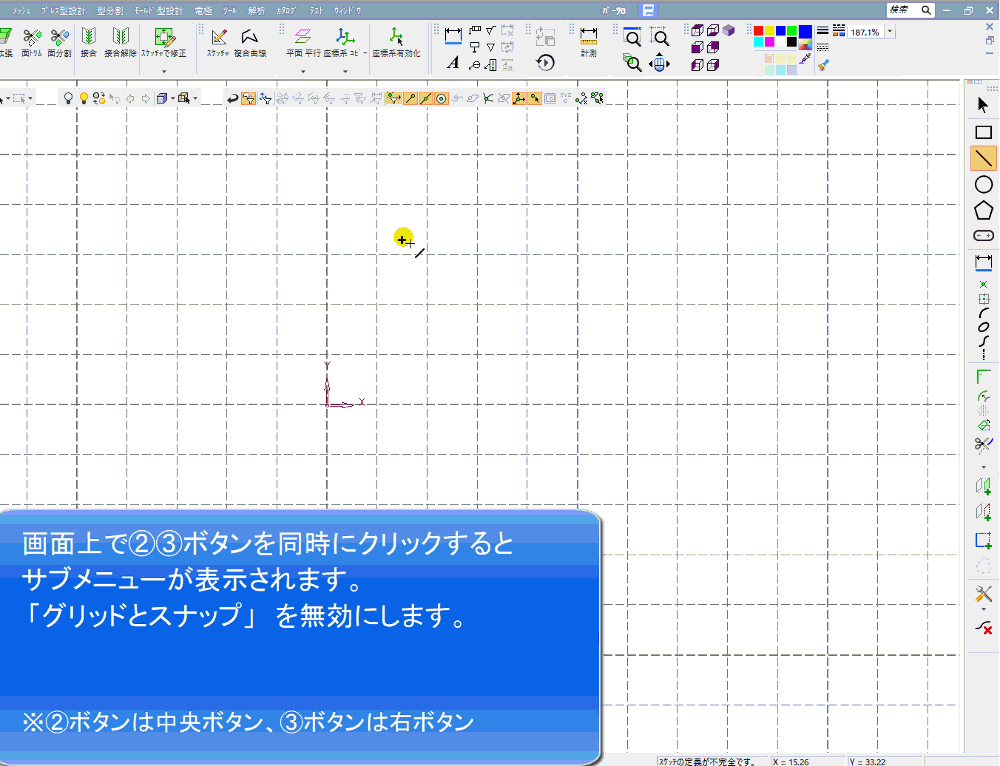 メッシュ プレス型設計 型分割 モールド型設計 電極 ツール 解析 カタログ テスト ウィンドウ パーツ0 検索
拡張 面トリム 面分割 接合 接合解除 スケッチで修正 スケッチ 複合曲線 平面 平行 座標系 コピー 座標系有効化 計測 187.1%
A
XYZ
Y
Y
画面上で②③ボタンを同時にクリックすると
サブメニューが表示されます。
「グリッドとスナップ」 を無効にします。
※②ボタンは中央ボタン、③ボタンは右ボタン
スケッチの定義が不完全です。 X = 15.26 Y = 33.22